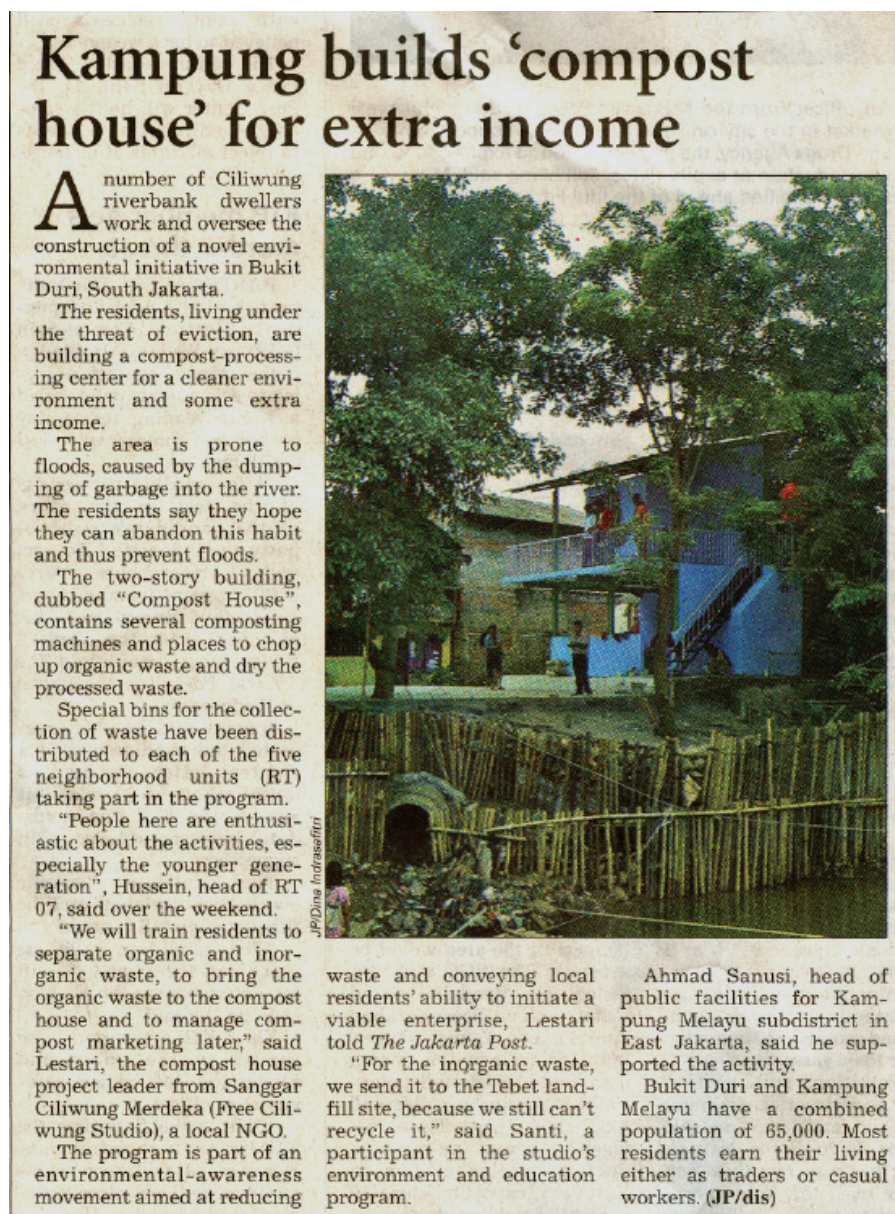 Kampung builds ‘compost
house’ for extra income
A number of Ciliwung
riverbank dwellers
work and oversee the
construction of a novel envi-
ronmental initiative in Bukit
Duri, South Jakarta.
The residents, living under
the threat of eviction, are
building a compost-process-
ing center for a cleaner envi-
ronment and some extra
income.
The area is prone to
floods, caused by the dump-
ing of garbage into the river.
The residents say they hope
they can abandon this habit
and thus prevent floods.
The two-story building,
dubbed “Compost House”,
contains several composting
machines and places to chop
up organic waste and dry the
processed waste.
Special bins for the collec-
tion of waste have been dis-
tributed to each of the five
neighborhood units (RT)
taking part in the program.
“People here are enthusi-
astic about the activities, es-
pecially the younger gene-
ration”, Hussein, head of RT
07, said over the weekend.
“We will train residents to
separate organic and inor-
ganic waste, to bring the
organic waste to the compost
house and to manage com-
post marketing later,” said
Lestari, the compost house
project leader from Sanggar
Ciliwung Merdeka (Free Cili-
wung Studio), a local NGO.
The program is part of an
environmental-awareness
movement aimed at reducing
JP/Dina Indrasafitri
waste and conveying local
residents’ ability to initiate a
viable enterprise, Lestari
told The Jakarta Post.
“For the inorganic waste,
we send it to the Tebet land-
fill site, because we still can’t
recycle it,” said Santi, a
participant in the studio’s
environment and education
program.
Ahmad Sanusi, head of
public facilities for Kam-
pung Melayu subdistrict in
East Jakarta, said he sup-
ported the activity.
Bukit Duri and Kampung
Melayu have a combined
population of 65,000. Most
residents earn their living
either as traders or casual
workers. (JP/dis)